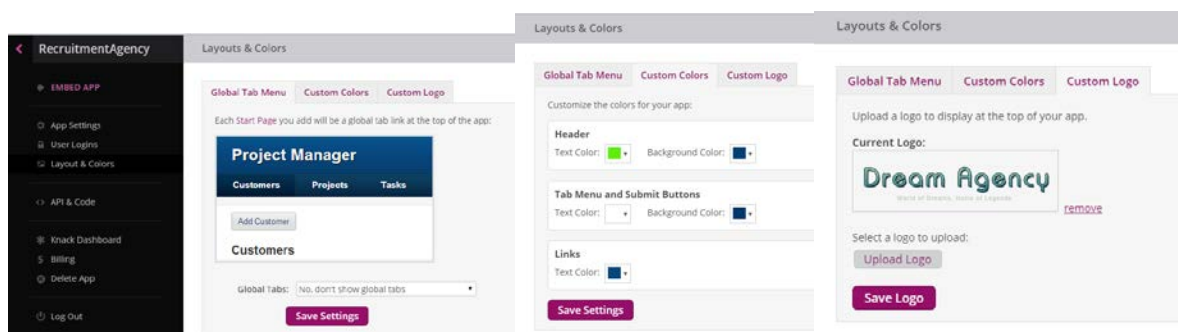 RecruitmentAgency
EMBED APP
App Settings
User Logins
Layout & Colors
API & Code
Knack Dashboard
Billing
Delete App
Log Out
Layouts & Colors
Global Tab Menu Custom Colors Custom Logo
Each Start Page you add will be a global tab link at the top of the app:
Project Manager
Customers Projects Tasks
Add Customer
Customers
Global Tabs: No, don't show global tabs
Save Settings
Layouts & Colors
Global Tab Menu Custom Colors Custom Logo
Customize the colors for your app:
Header
Text Color: Background Color:
Tab Menu and Submit Buttons
Text Color: Background Color:
Links
Text Color:
Save Settings
Layouts & Colors
Global Tab Menu Custom Colors Custom Logo
Upload a logo to display at the top of your app.
Current Logo:
Dream Agency
World of Dreams, Home of Legends
remove
Select a logo to upload:
Upload Logo
Save Logo